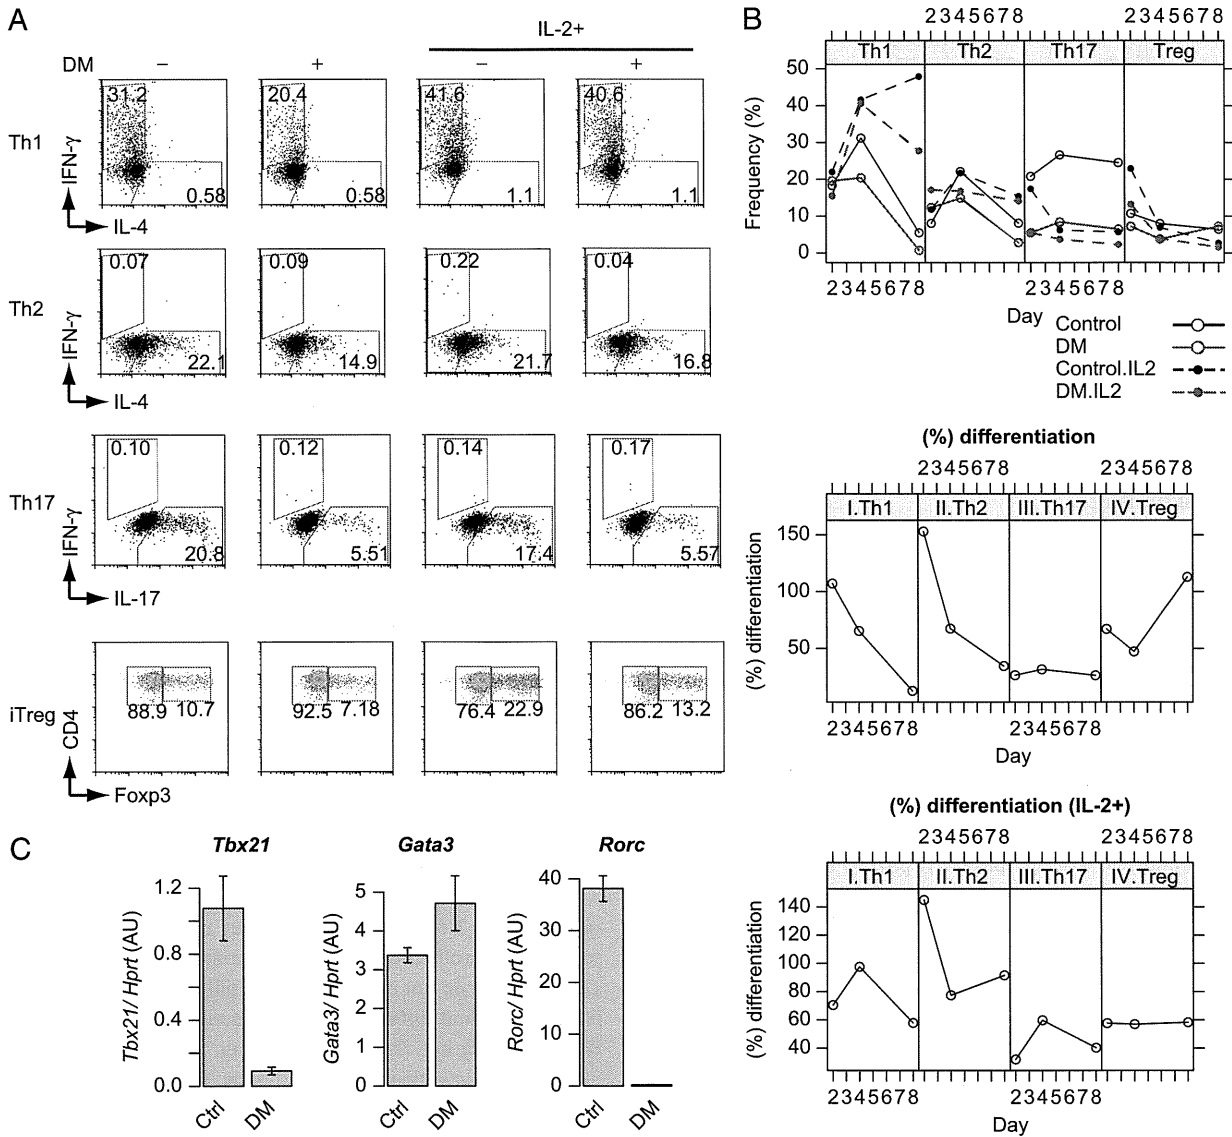 A
IL-2+
DM − + − +
Th1
IFN-γ
31.2
0.58
20.4
0.58
41.6
1.1
40.6
1.1
IL-4
Th2
IFN-γ
0.07
22.1
0.09
14.9
0.22
21.7
0.04
16.8
IL-4
Th17
IFN-γ
0.10
20.8
0.12
5.51
0.14
17.4
0.17
5.57
IL-17
iTreg
CD4
88.9 10.7
92.5 7.18
76.4 22.9
86.2 13.2
Foxp3
B
2345678 2345678
Th1 Th2 Th17 Treg
Frequency (%)
50
40
30
20
10
0
2345678 2345678
Day
Control
DM
Control.IL2
DM.IL2
(%) differentiation
2345678 2345678
I.Th1 II.Th2 III.Th17 IV.Treg
(%) differentiation
150
100
50
2345678 2345678
Day
(%) differentiation (IL-2+)
2345678 2345678
I.Th1 II.Th2 III.Th17 IV.Treg
(%) differentiation
140
120
100
80
60
40
2345678 2345678
Day
C
Tbx21
Tbx21/ Hprt (AU)
1.2
0.8
0.4
0.0
Ctrl DM
Gata3
Gata3/ Hprt (AU)
5
4
3
2
1
0
Ctrl DM
Rorc
Rorc/ Hprt (AU)
40
30
20
10
0
Ctrl DM